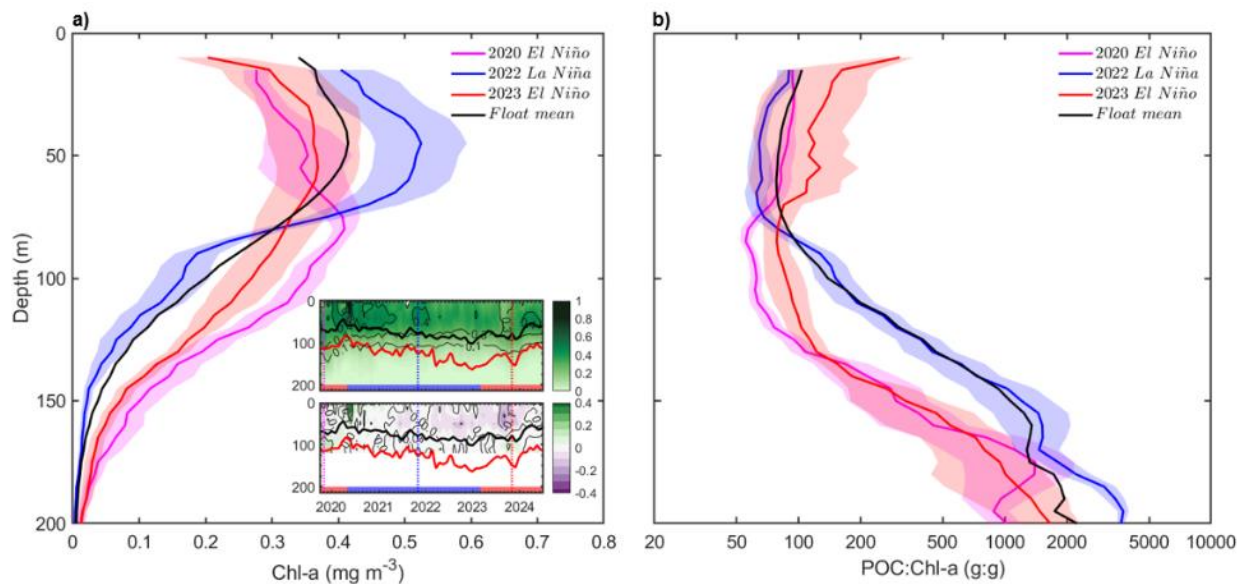 a)
0
50
100
150
200
Depth (m)
0
0.1
0.2
0.3
0.4
0.5
0.6
0.7
0.8
Chl-a (mg m⁻³)
2020 El Niño
2022 La Niña
2023 El Niño
Float mean
0
100
200
1
0.8
0.6
0.4
0.2
0
0.1
0
100
200
0.4
0.2
0
-0.2
-0.4
2020 2021 2022 2023 2024
b)
2020 El Niño
2022 La Niña
2023 El Niño
Float mean
20
50
100
200
500
1000
2000
5000
10000
POC:Chl-a (g:g)